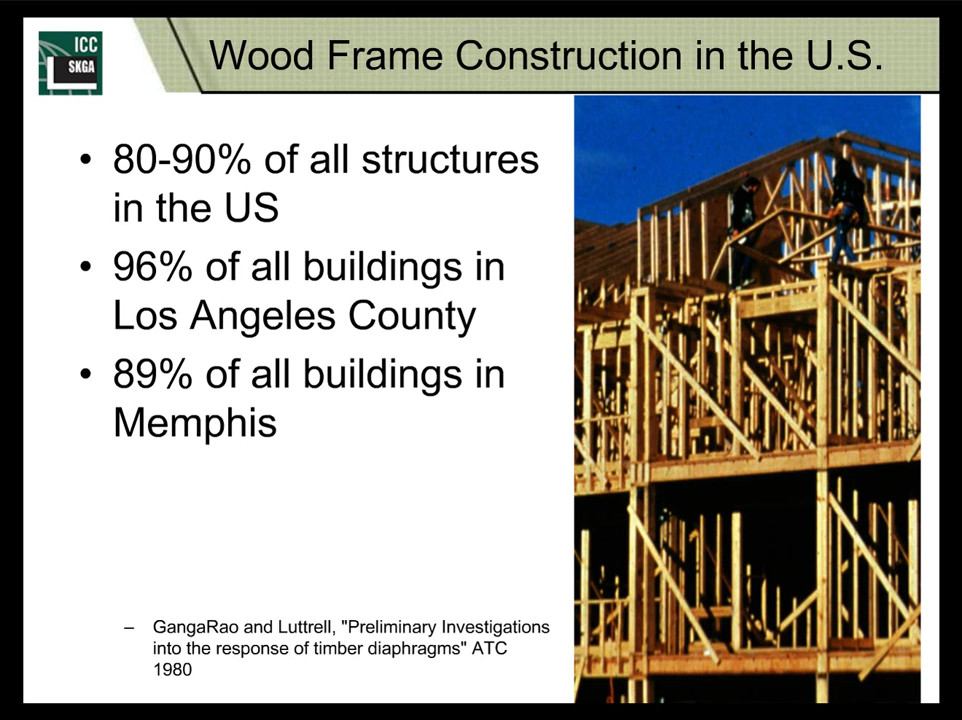 ICC
SKGA
Wood Frame Construction in the U.S.
• 80-90% of all structures
in the US
• 96% of all buildings in
Los Angeles County
• 89% of all buildings in
Memphis
– GangaRao and Luttrell, "Preliminary Investigations
into the response of timber diaphragms" ATC
1980